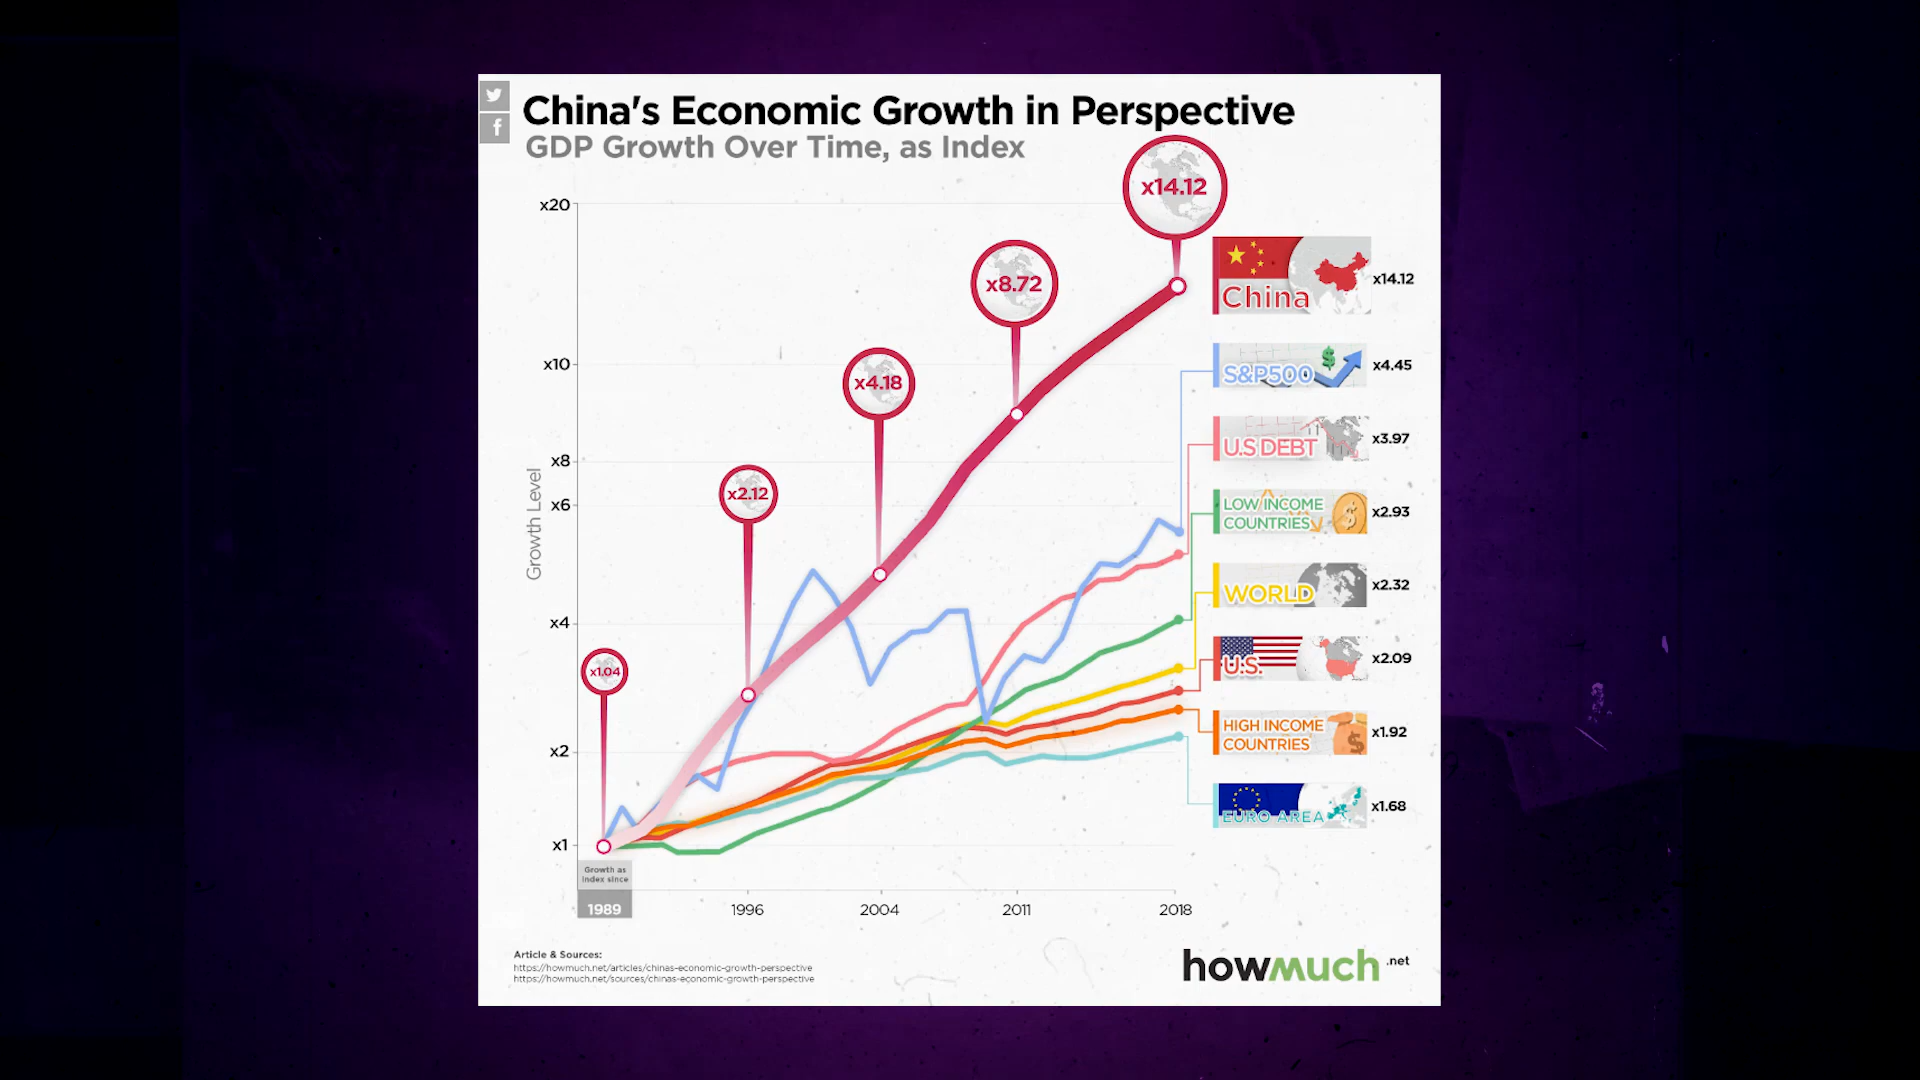 China's Economic Growth in Perspective
GDP Growth Over Time, as Index
x20
x10
x8
x6
x4
x2
x1
Growth Level
x1.04
x2.12
x4.18
x8.72
x14.12
China
x14.12
S&P500
x4.45
U.S DEBT
x3.97
LOW INCOME
COUNTRIES
x2.93
WORLD
x2.32
U.S.
x2.09
HIGH INCOME
COUNTRIES
x1.92
EURO AREA
x1.68
Growth as
index since
1989
1996
2004
2011
2018
Article & Sources:
https://howmuch.net/articles/chinas-economic-growth-perspective
https://howmuch.net/sources/chinas-economic-growth-perspective
howmuch.net